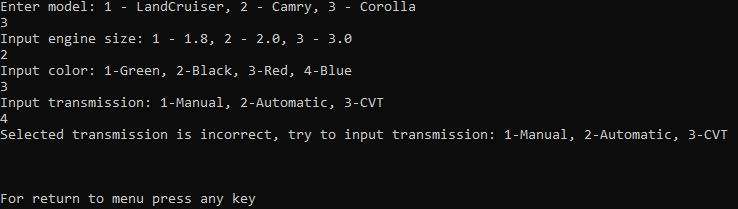 Enter model: 1 - LandCruiser, 2 - Camry, 3 - Corolla
3
Input engine size: 1 - 1.8, 2 - 2.0, 3 - 3.0
2
Input color: 1-Green, 2-Black, 3-Red, 4-Blue
3
Input transmission: 1-Manual, 2-Automatic, 3-CVT
4
Selected transmission is incorrect, try to input transmission: 1-Manual, 2-Automatic, 3-CVT
For return to menu press any key